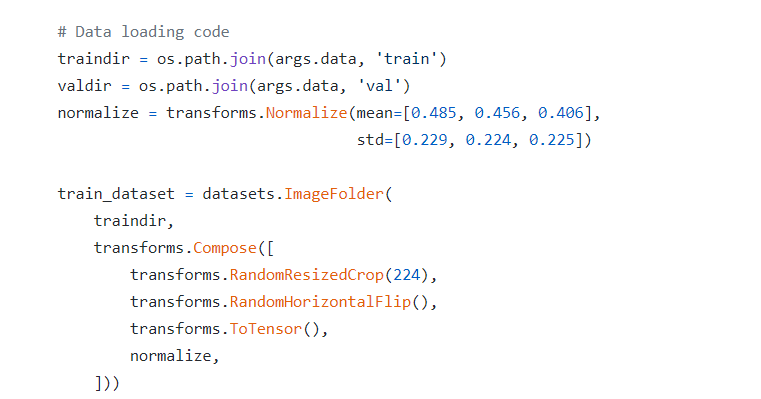 # Data loading code
traindir = os.path.join(args.data, 'train')
valdir = os.path.join(args.data, 'val')
normalize = transforms.Normalize(mean=[0.485, 0.456, 0.406],
                                 std=[0.229, 0.224, 0.225])

train_dataset = datasets.ImageFolder(
    traindir,
    transforms.Compose([
        transforms.RandomResizedCrop(224),
        transforms.RandomHorizontalFlip(),
        transforms.ToTensor(),
        normalize,
    ]))